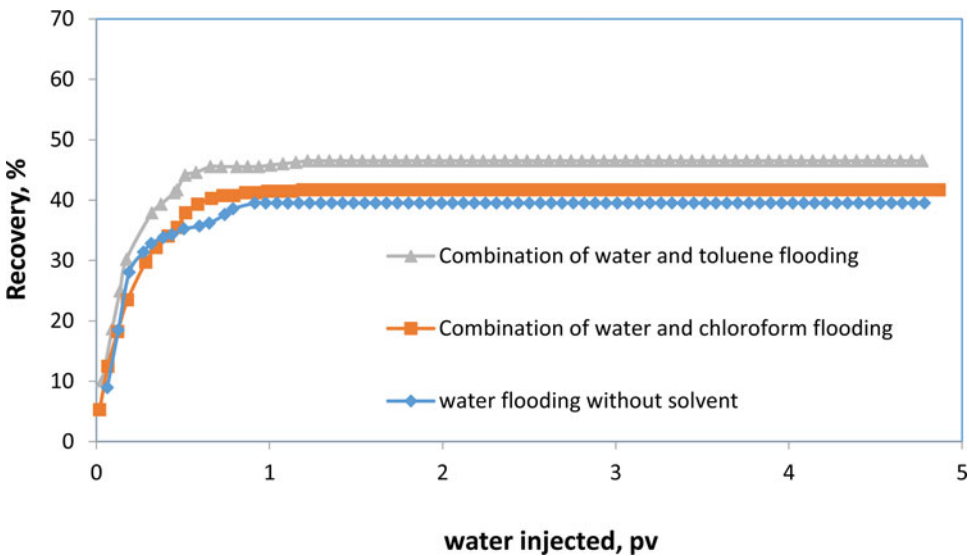 70
60
50
40
30
20
10
0
Recovery, %
Combination of water and toluene flooding
Combination of water and chloroform flooding
water flooding without solvent
0 1 2 3 4 5
water injected, pv